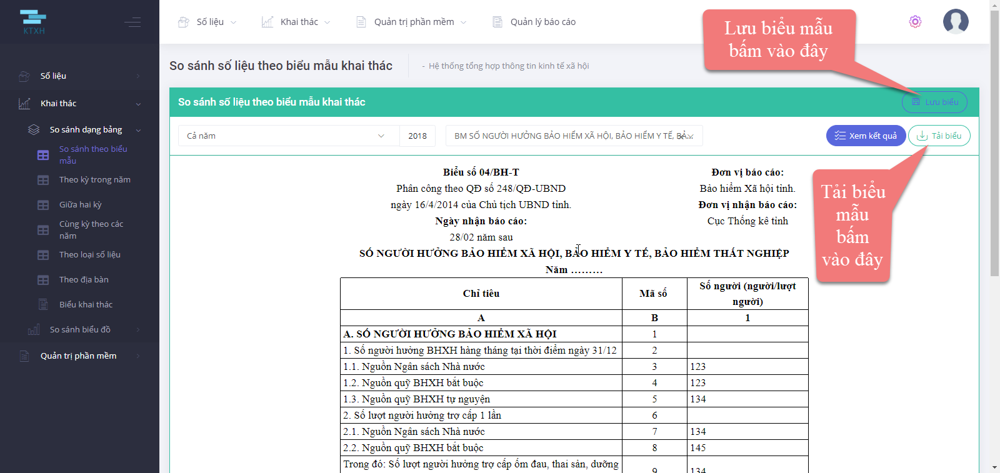 KTXH
Số liệu
Khai thác
Quản trị phần mềm
Quản lý báo cáo
Lưu biểu mẫu
bấm vào đây
So sánh số liệu theo biểu mẫu khai thác
- Hệ thống tổng hợp thông tin kinh tế xã hội
Số liệu
Khai thác
So sánh dạng bảng
So sánh theo biểu
mẫu
Theo kỳ trong năm
Giữa hai kỳ
Cùng kỳ theo các
năm
Theo loại số liệu
Theo địa bàn
Biểu khai thác
So sánh biểu đồ
Quản trị phần mềm
So sánh số liệu theo biểu mẫu khai thác
Lưu biểu
Cả năm
2018
BM SỐ NGƯỜI HƯỞNG BẢO HIỂM XÃ HỘI, BẢO HIỂM Y TẾ, BẢ...
Xem kết quả
Tải biểu
Tải biểu
mẫu
bấm
vào đây
Biểu số 04/BH-T
Phân công theo QĐ số 248/QĐ-UBND
ngày 16/4/2014 của Chủ tịch UBND tỉnh.
Ngày nhận báo cáo:
28/02 năm sau
Đơn vị báo cáo:
Bảo hiểm Xã hội tỉnh.
Đơn vị nhận báo cáo:
Cục Thống kê tỉnh
SỐ NGƯỜI HƯỞNG BẢO HIỂM XÃ HỘI, BẢO HIỂM Y TẾ, BẢO HIỂM THẤT NGHIỆP
Năm ………
Chỉ tiêu
Mã số
Số người (người/lượt
người)
A B 1
A. SỐ NGƯỜI HƯỞNG BẢO HIỂM XÃ HỘI 1
1. Số người hưởng BHXH hàng tháng tại thời điểm ngày 31/12 2
1.1. Nguồn Ngân sách Nhà nước 3 123
1.2. Nguồn quỹ BHXH bắt buộc 4 123
1.3. Nguồn quỹ BHXH tự nguyện 5 134
2. Số lượt người hưởng trợ cấp 1 lần 6
2.1. Nguồn Ngân sách Nhà nước 7 134
2.2. Nguồn quỹ BHXH bắt buộc 8 145
Trong đó: Số lượt người hưởng trợ cấp ốm đau, thai sản, dưỡng 9 134